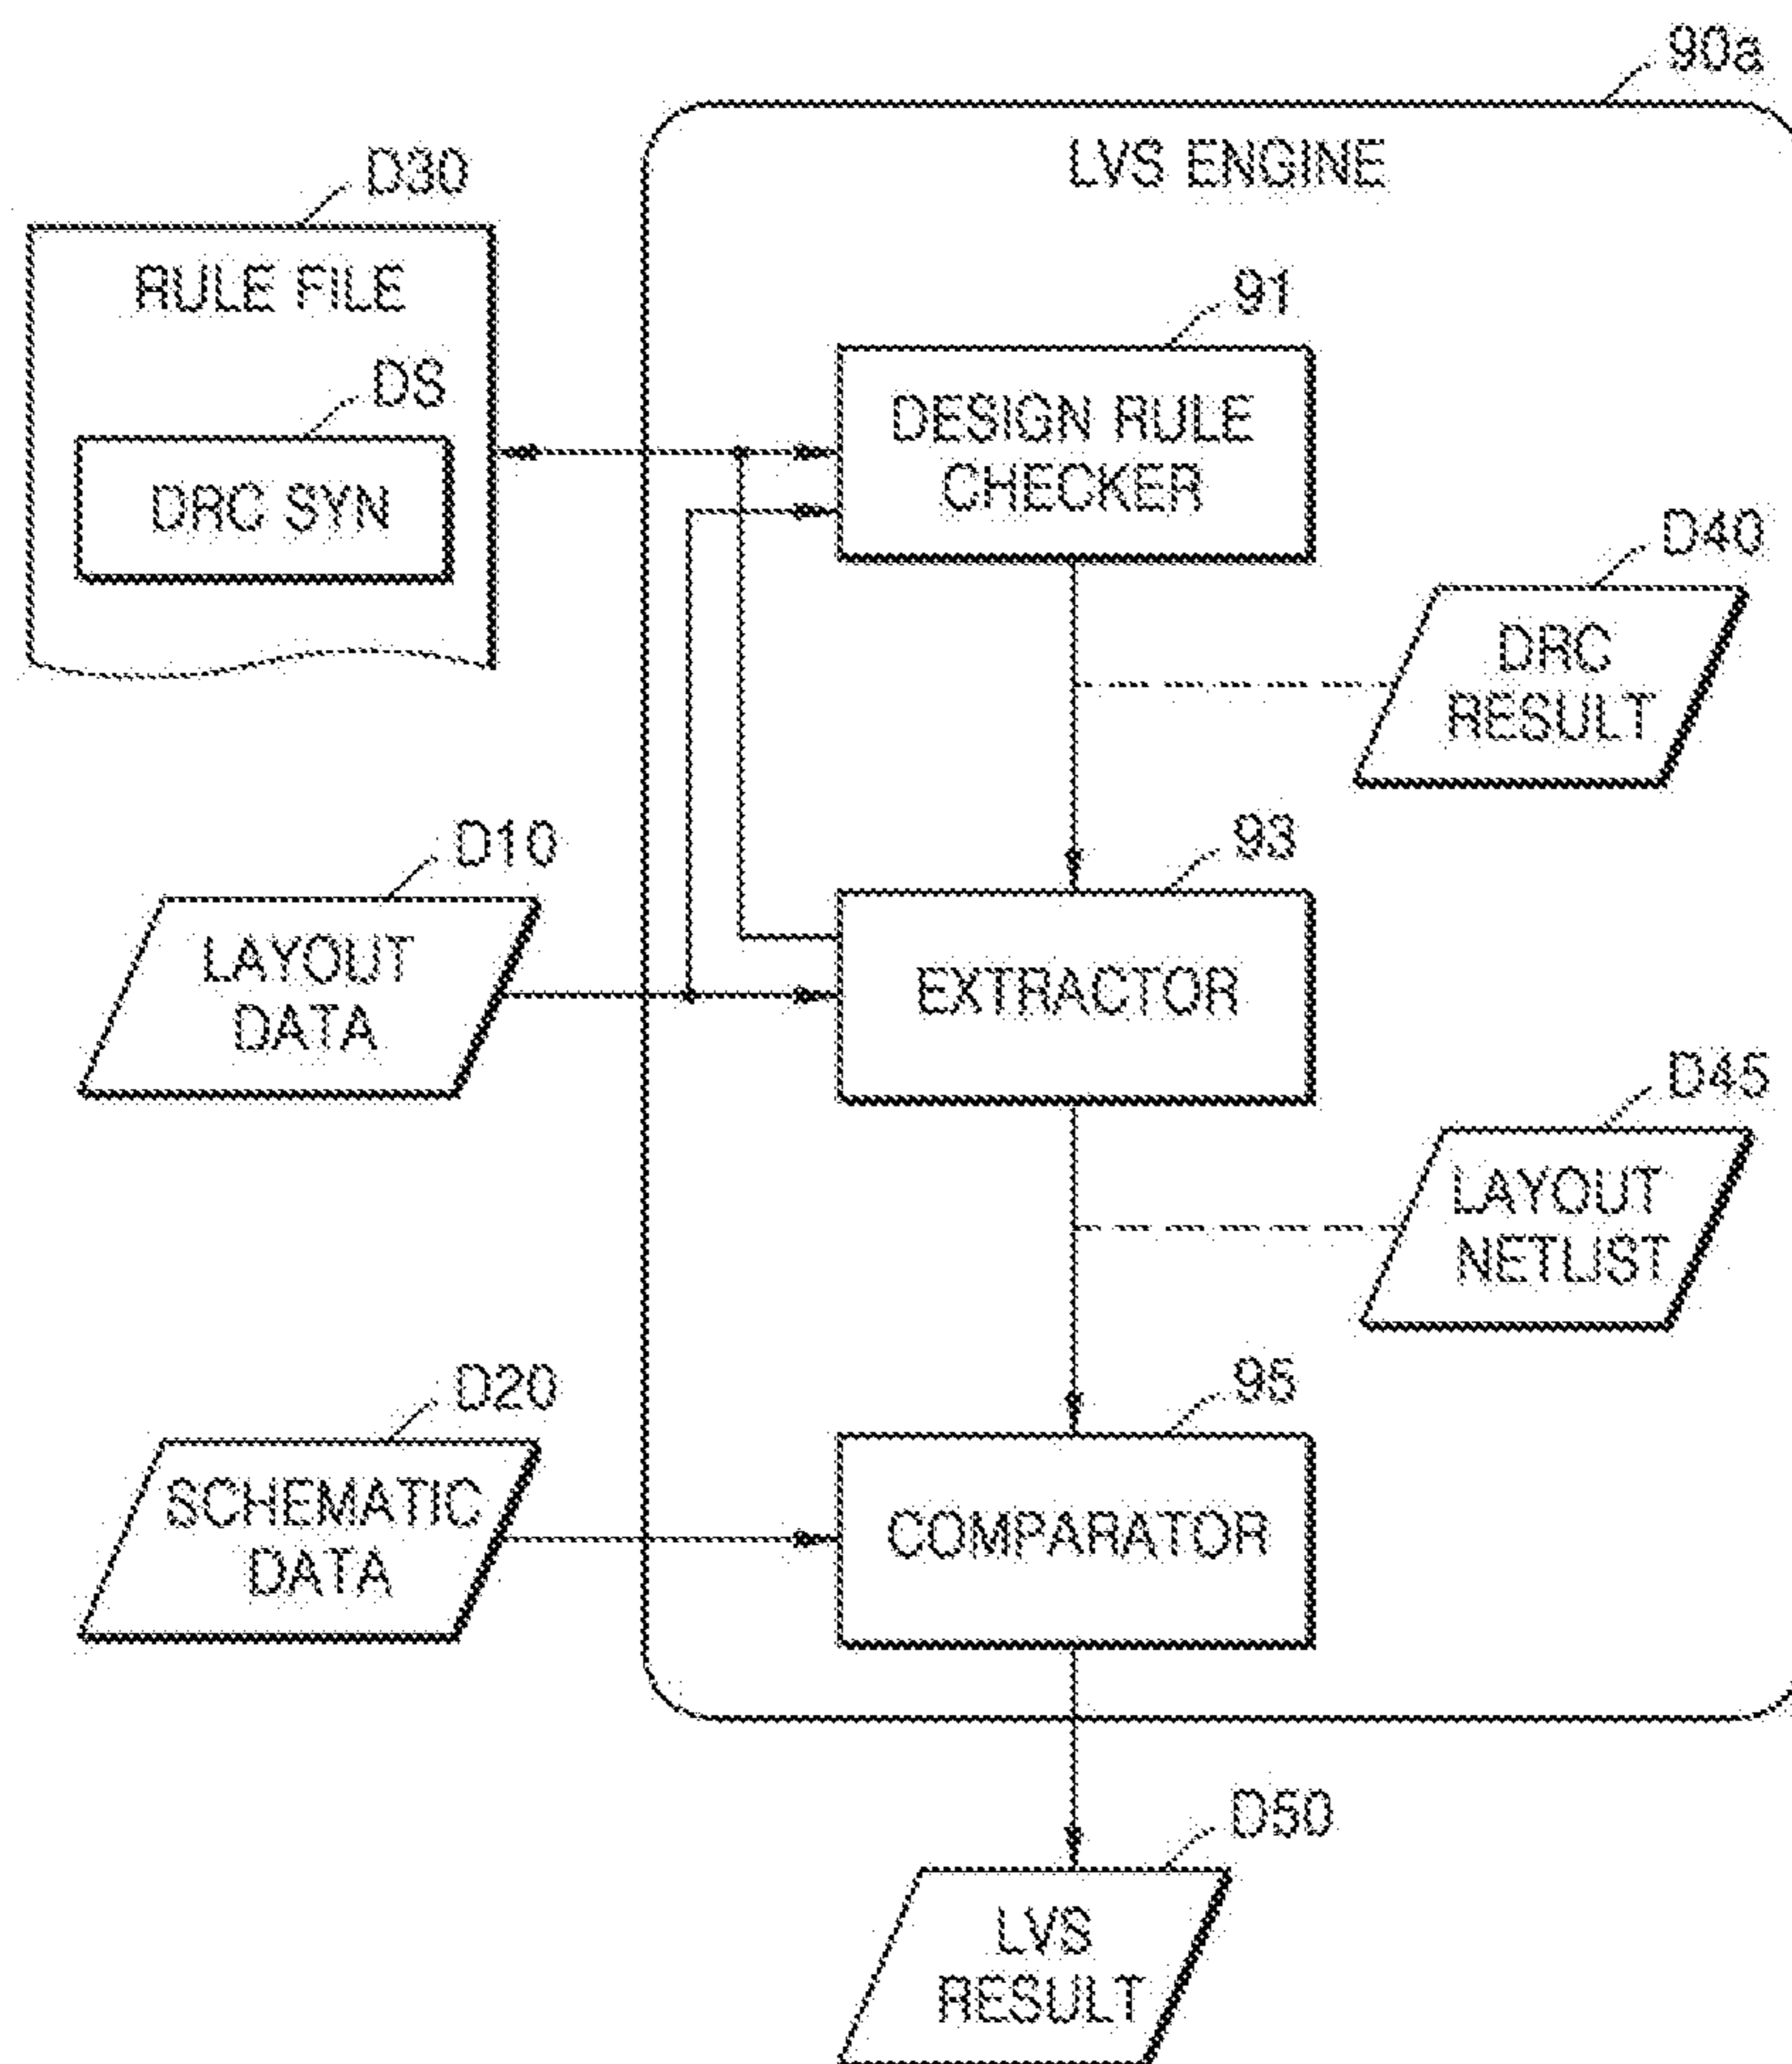 90a
LVS ENGINE
D30
RULE FILE
DS
DRC SYN
91
DESIGN RULE
CHECKER
D40
DRC
RESULT
D10
LAYOUT
DATA
93
EXTRACTOR
D45
LAYOUT
NETLIST
D20
SCHEMATIC
DATA
95
COMPARATOR
D50
LVS
RESULT